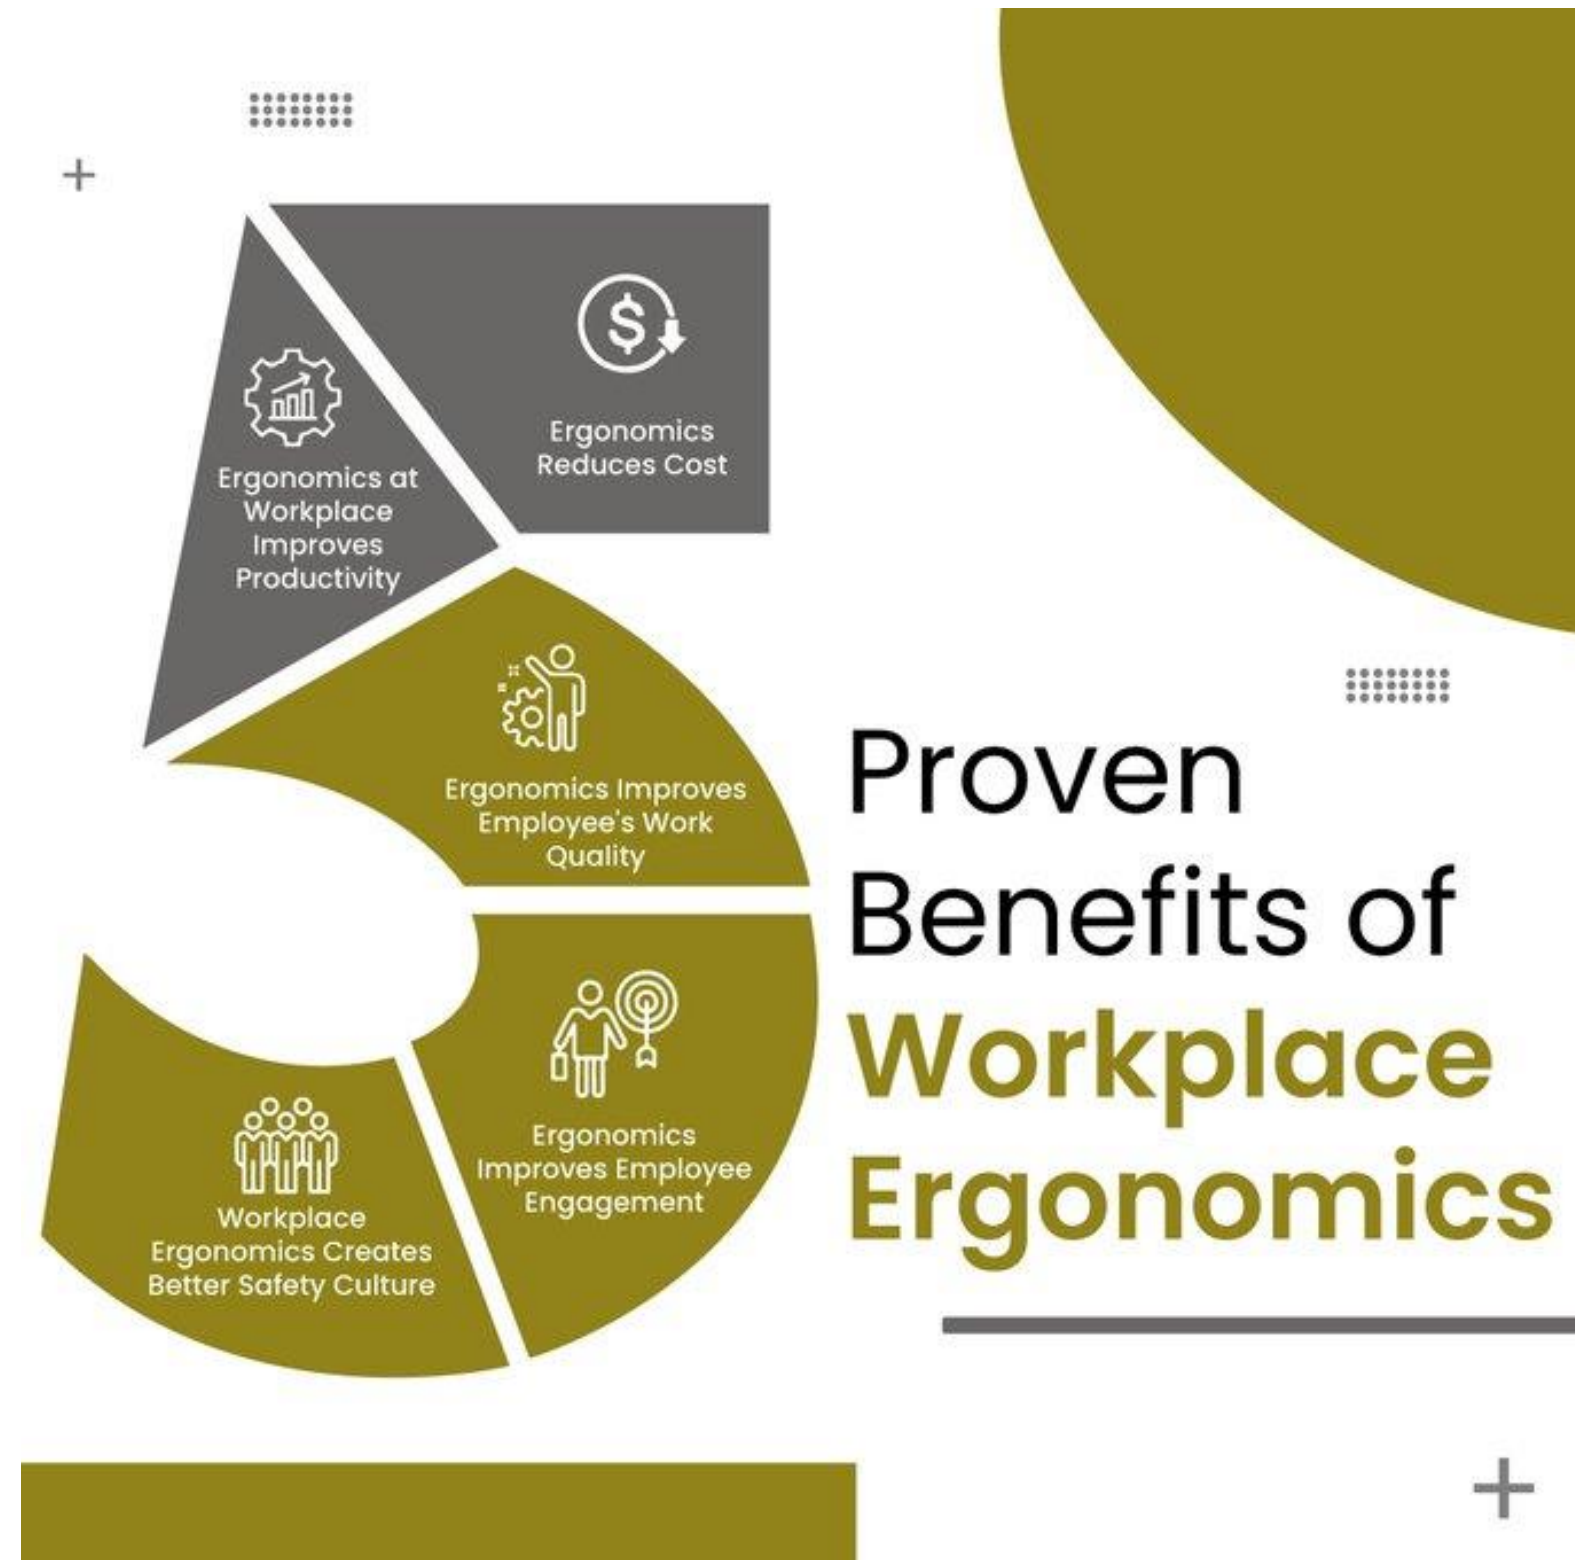 Ergonomics
Reduces Cost
Ergonomics at
Workplace
Improves
Productivity
Ergonomics Improves
Employee's Work
Quality
Ergonomics
Improves Employee
Engagement
Workplace
Ergonomics Creates
Better Safety Culture
Proven
Benefits of
Workplace
Ergonomics